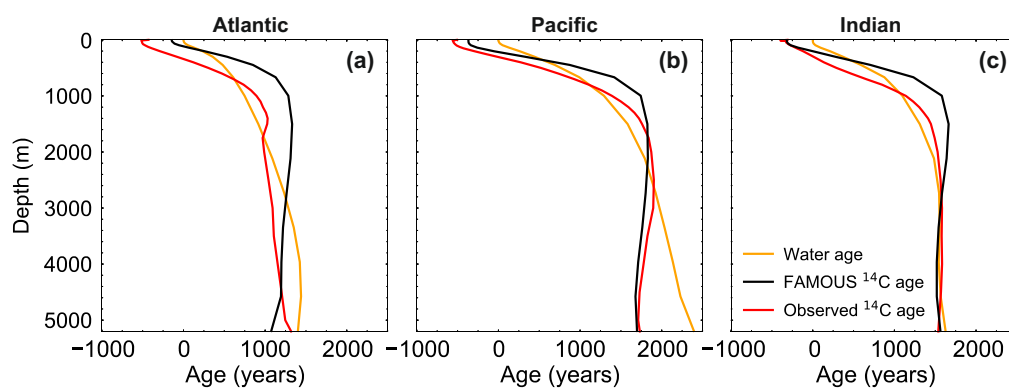 Atlantic
Pacific
Indian
(a)
(b)
(c)
0
1000
2000
3000
4000
5000
Depth (m)
Water age
FAMOUS ¹⁴C age
Observed ¹⁴C age
−1000 0 1000 2000
−1000 0 1000 2000
−1000 0 1000 2000
Age (years)
Age (years)
Age (years)